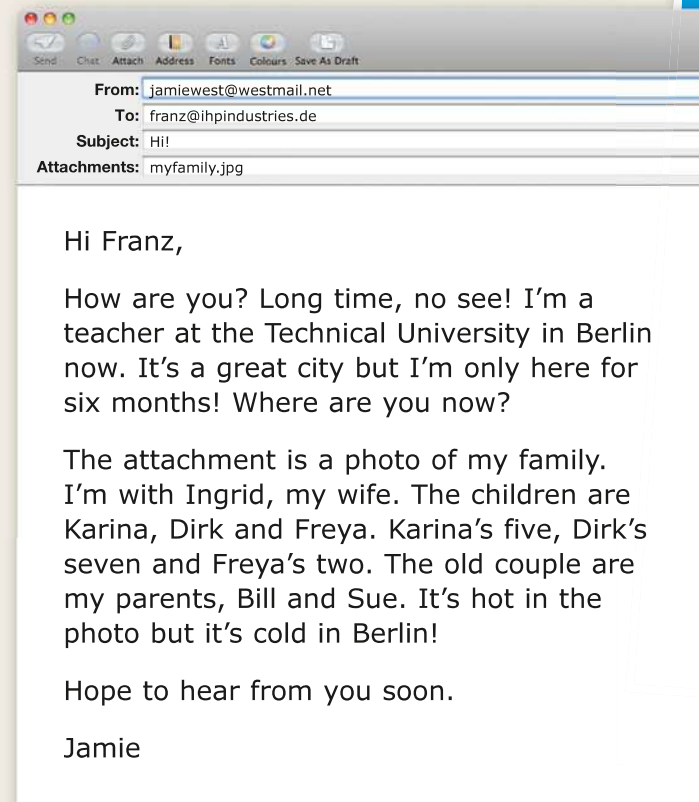 Send Chat Attach Address Fonts Colours Save As Draft
From: jamiewest@westmail.net
To: franz@ihpindustries.de
Subject: Hi!
Attachments: myfamily.jpg
Hi Franz,
How are you? Long time, no see! I’m a
teacher at the Technical University in Berlin
now. It’s a great city but I’m only here for
six months! Where are you now?
The attachment is a photo of my family.
I’m with Ingrid, my wife. The children are
Karina, Dirk and Freya. Karina’s five, Dirk’s
seven and Freya’s two. The old couple are
my parents, Bill and Sue. It’s hot in the
photo but it’s cold in Berlin!
Hope to hear from you soon.
Jamie